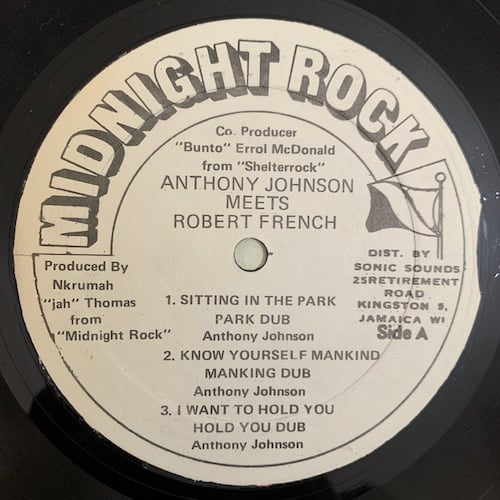 MIDNIGHT ROCK
Co. Producer
"Bunto" Errol McDonald
from "Shelterrock"
ANTHONY JOHNSON
MEETS
ROBERT FRENCH
Produced By
Nkrumah
"jah" Thomas
from
"Midnight Rock"
DIST. BY
SONIC SOUNDS
25RETIREMENT
ROAD
KINGSTON 5,
JAMAICA WI
Side A
1. SITTING IN THE PARK
PARK DUB
Anthony Johnson
2. KNOW YOURSELF MANKIND
MANKING DUB
Anthony Johnson
3. I WANT TO HOLD YOU
HOLD YOU DUB
Anthony Johnson